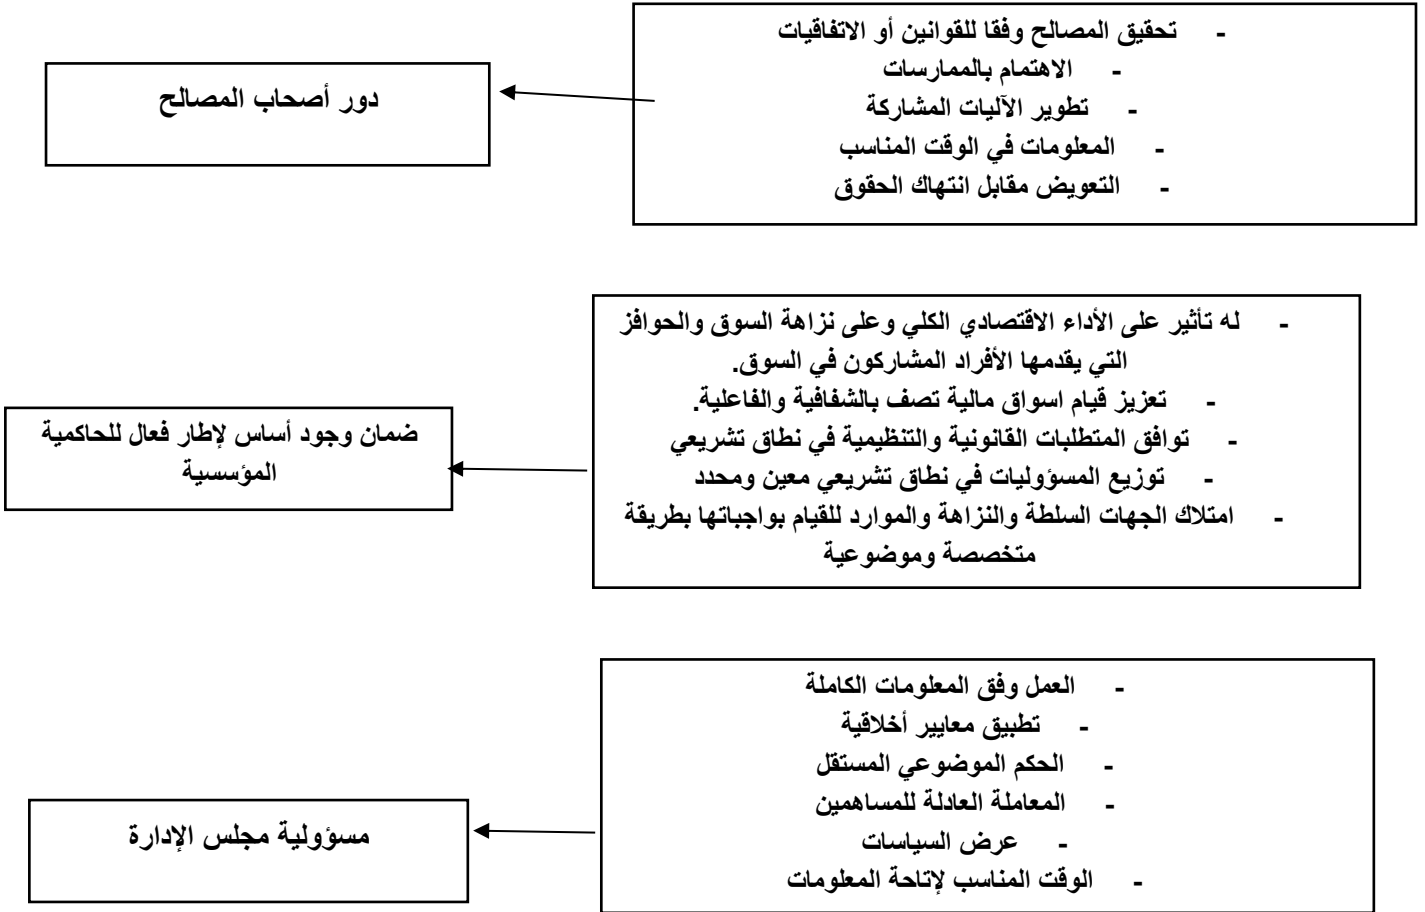 - تحقيق المصالح وفقا للقوانين أو الاتفاقيات
- الاهتمام بالممارسات
- تطوير الآليات المشاركة
- المعلومات في الوقت المناسب
- التعويض مقابل انتهاك الحقوق
دور أصحاب المصالح
- له تأثير على الأداء الاقتصادي الكلي وعلى نزاهة السوق والحوافز
التي يقدمها الأفراد المشاركون في السوق.
- تعزيز قيام اسواق مالية تصف بالشفافية والفاعلية.
- توافق المتطلبات القانونية والتنظيمية في نطاق تشريعي
- توزيع المسؤوليات في نطاق تشريعي معين ومحدد
- امتلاك الجهات السلطة والنزاهة والموارد للقيام بواجباتها بطريقة
متخصصة وموضوعية
ضمان وجود أساس لإطار فعال للحاكمية
المؤسسية
- العمل وفق المعلومات الكاملة
- تطبيق معايير أخلاقية
- الحكم الموضوعي المستقل
- المعاملة العادلة للمساهمين
- عرض السياسات
- الوقت المناسب لإتاحة المعلومات
مسؤولية مجلس الإدارة